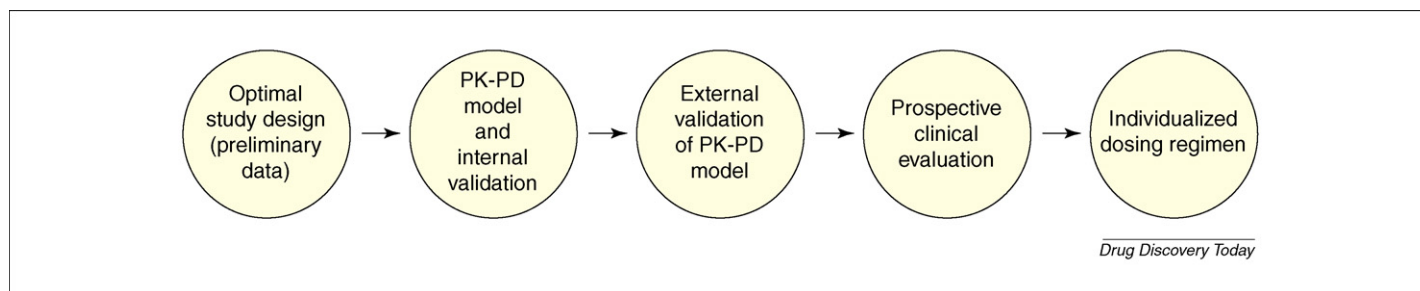 Optimal
study design
(preliminary
data)
PK-PD
model
and
internal
validation
External
validation
of PK-PD
model
Prospective
clinical
evaluation
Individualized
dosing regimen
Drug Discovery Today